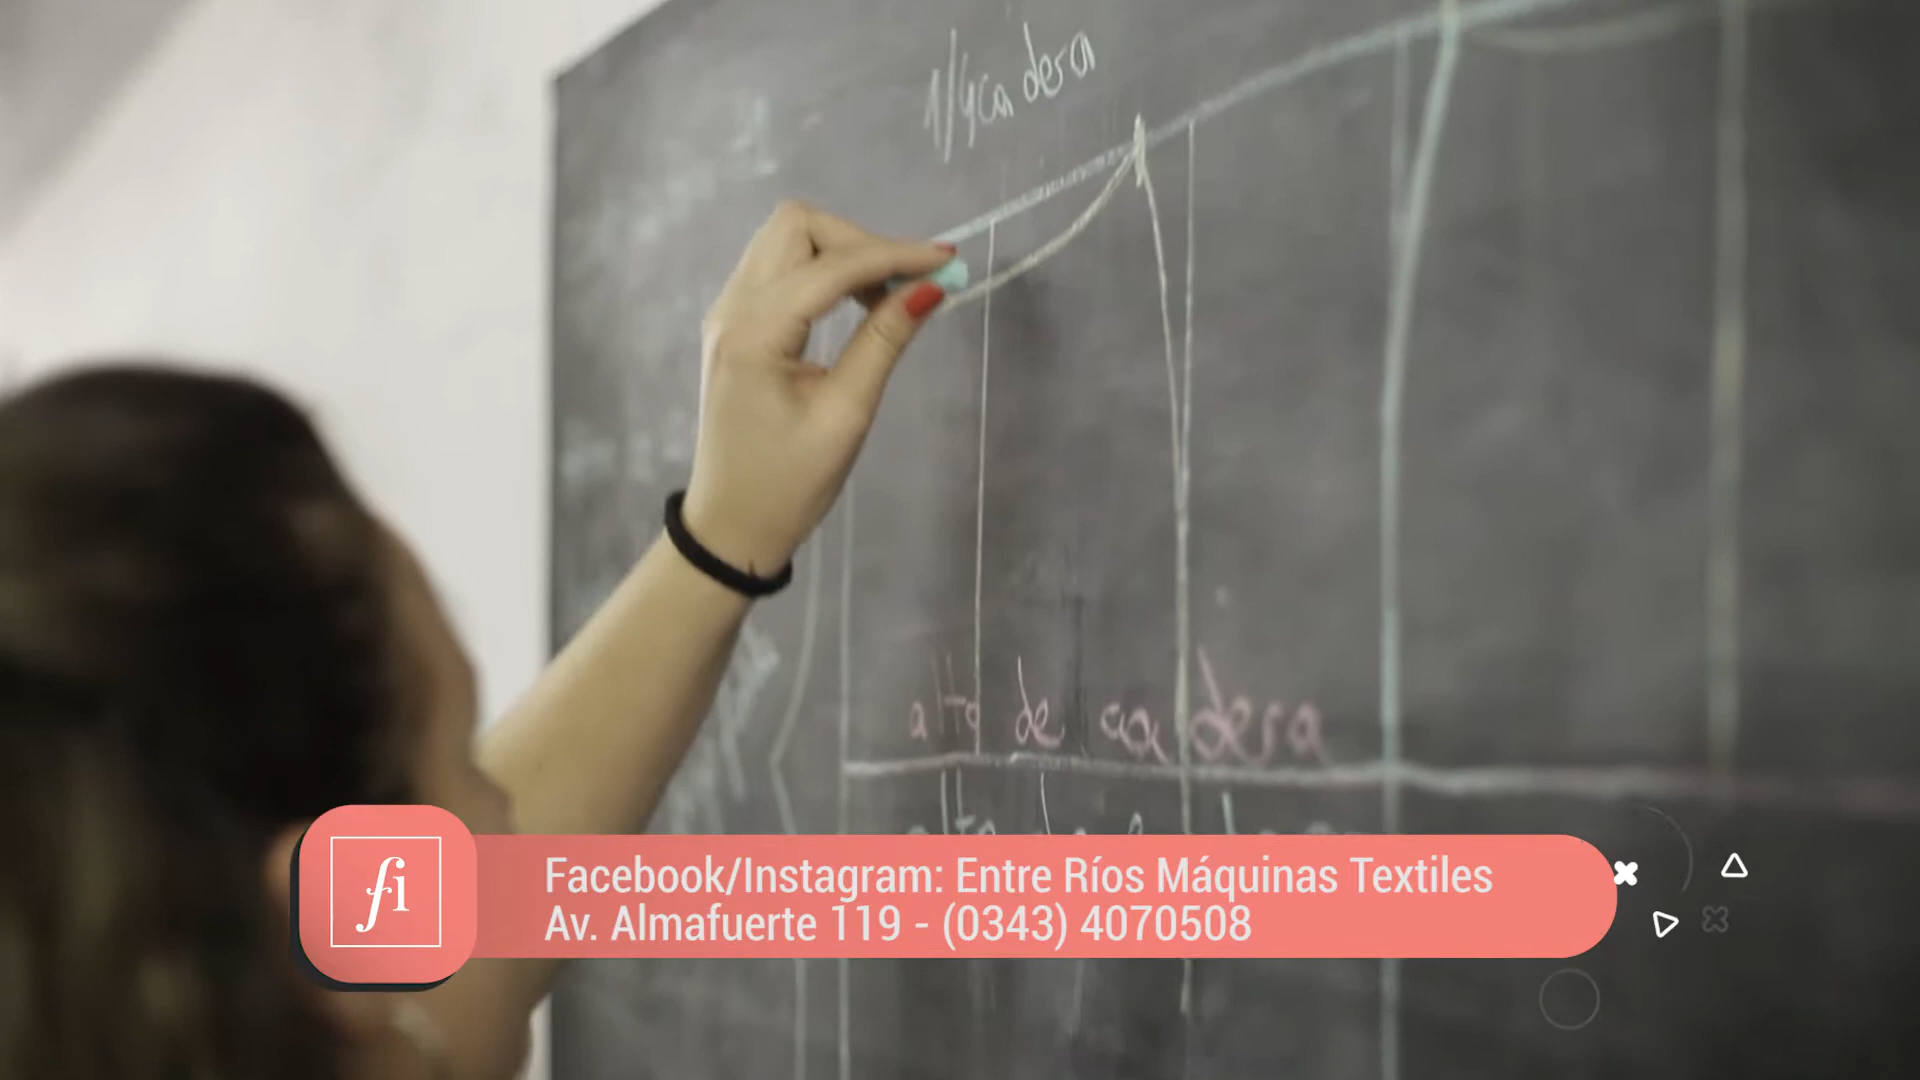 1/4 cadera
alto de cadera
fi
Facebook/Instagram: Entre Ríos Máquinas Textiles
Av. Almafuerte 119 - (0343) 4070508